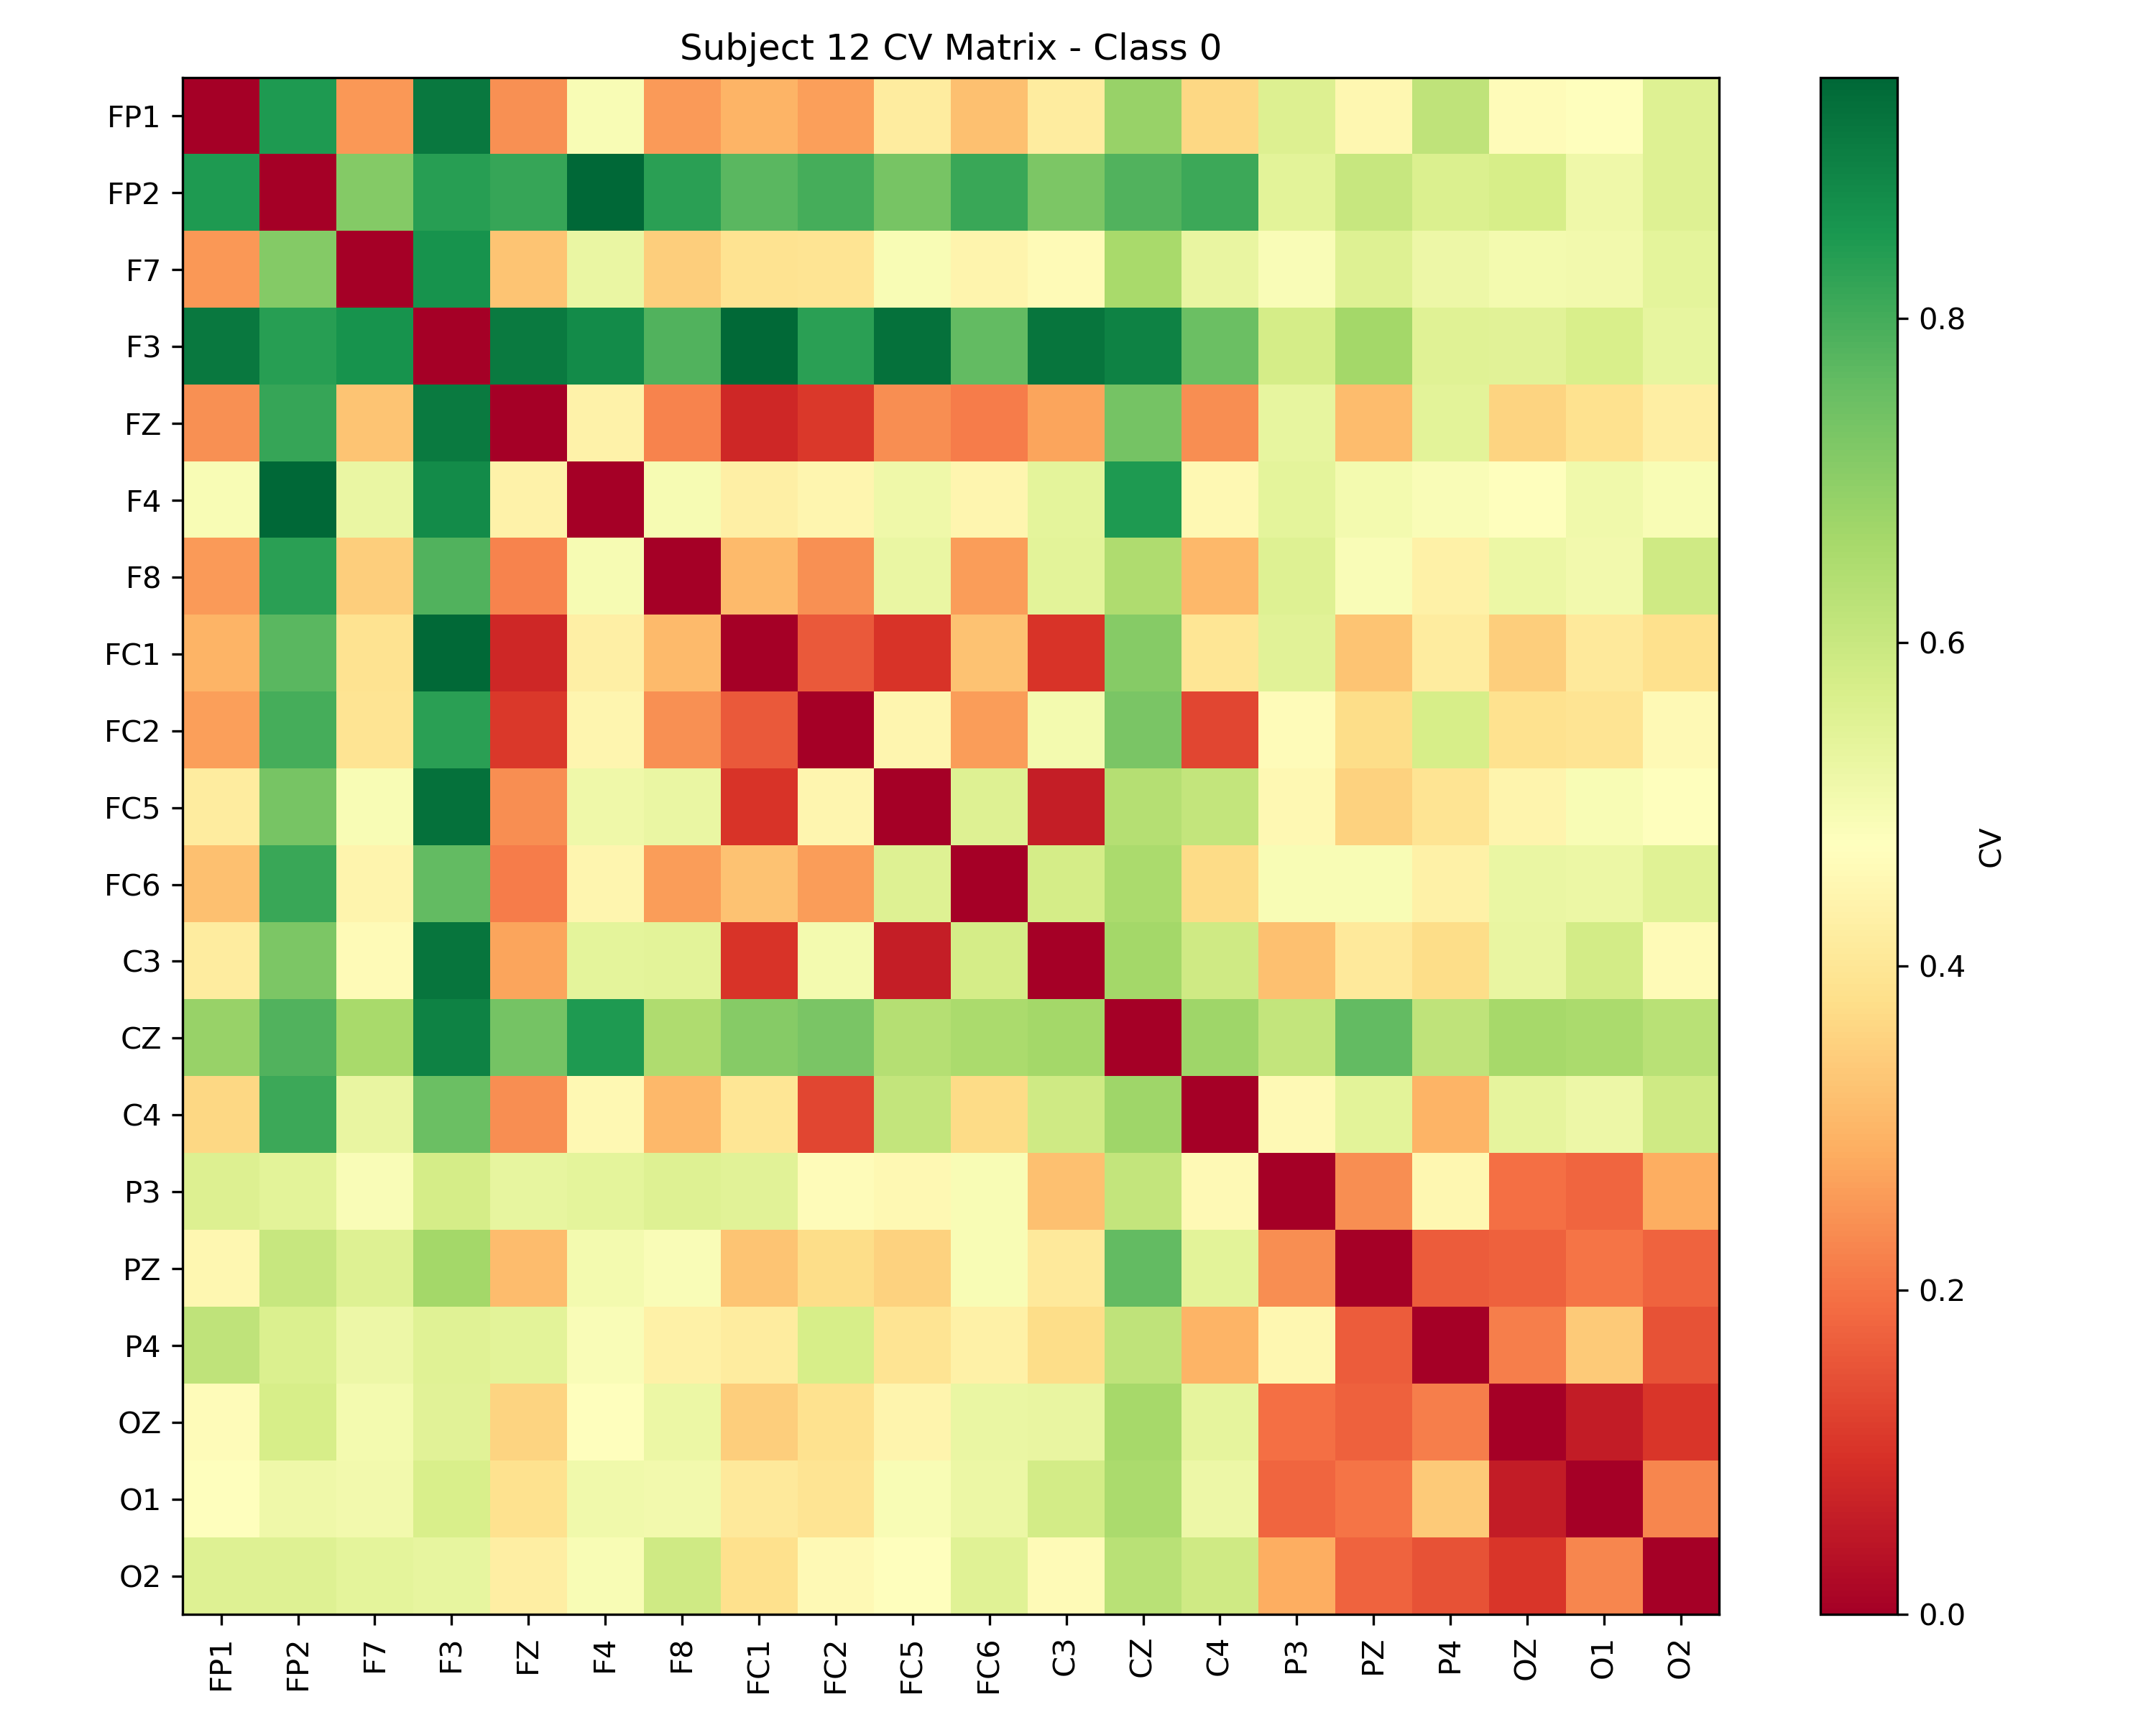 Subject 12 CV Matrix - Class 0
FP1
FP2
F7
F3
FZ
F4
F8
FC1
FC2
FC5
FC6
C3
CZ
C4
P3
PZ
P4
OZ
O1
O2
FP1
FP2
F7
F3
FZ
F4
F8
FC1
FC2
FC5
FC6
C3
CZ
C4
P3
PZ
P4
OZ
O1
O2
0.8
0.6
0.4
0.2
0.0
CV